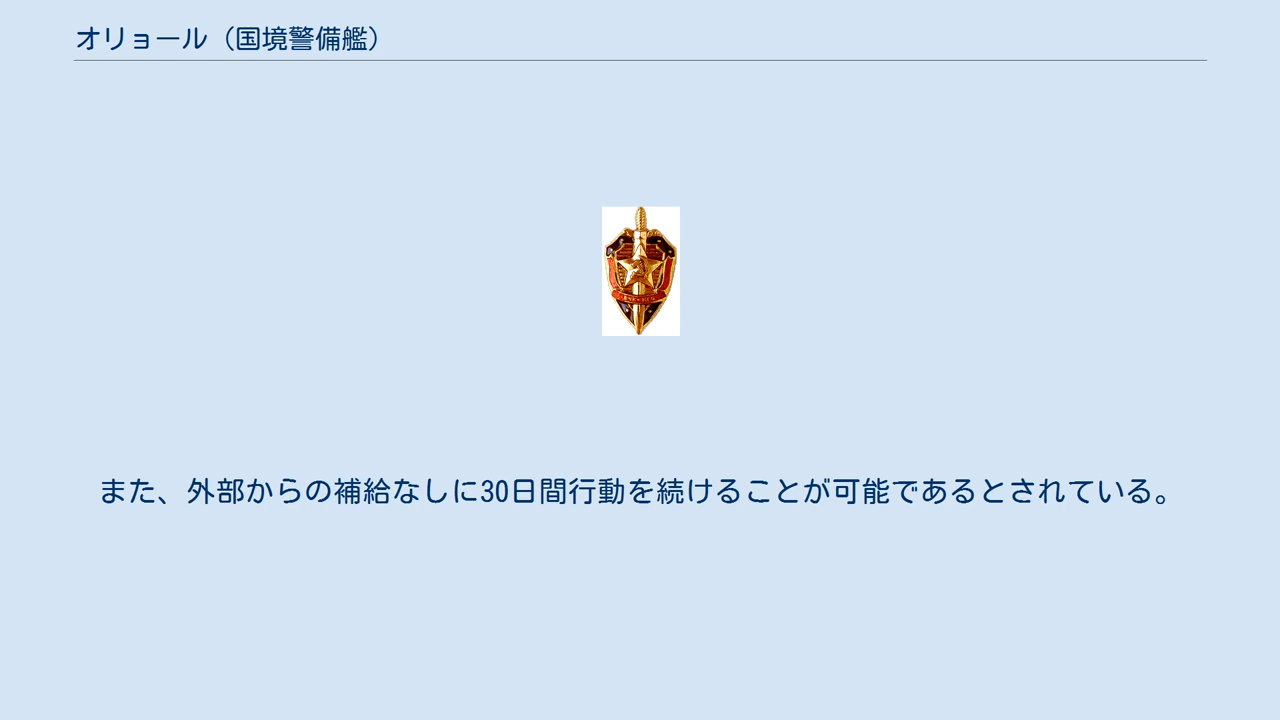 オリョール（国境警備艦）
また、外部からの補給なしに30日間行動を続けることが可能であるとされている。